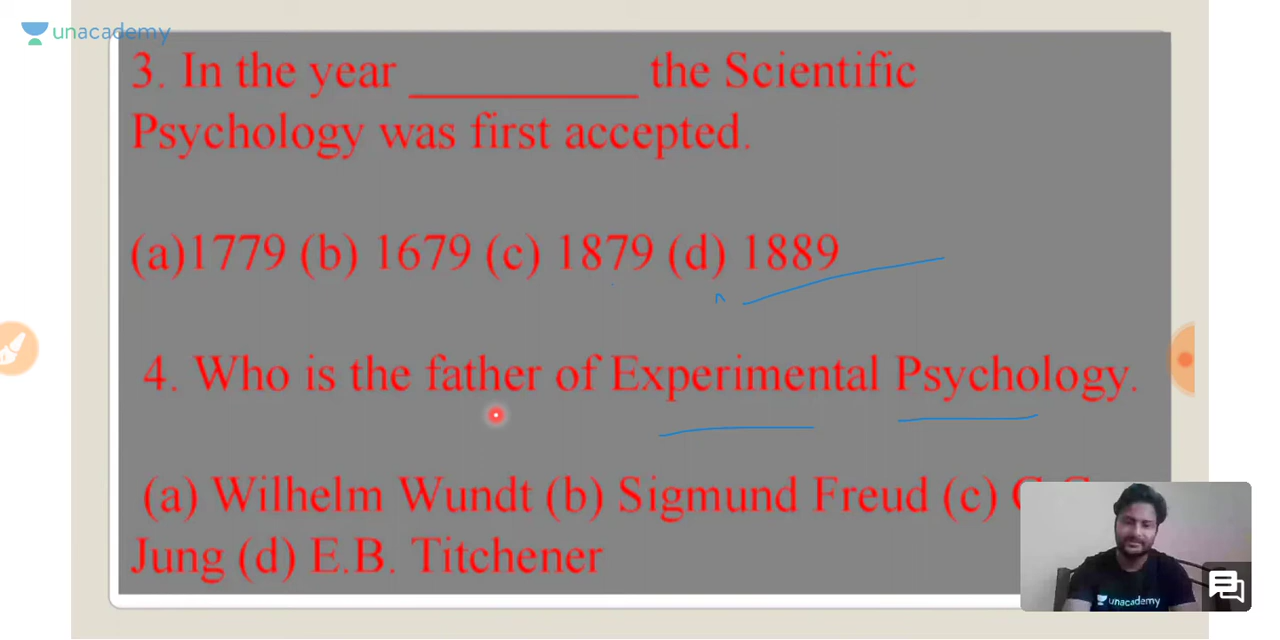 unacademy
3. In the year __________ the Scientific
Psychology was first accepted.
(a)1779 (b) 1679 (c) 1879 (d) 1889
4. Who is the father of Experimental Psychology.
(a) Wilhelm Wundt (b) Sigmund Freud (c)
Jung (d) E.B. Titchener
unacademy